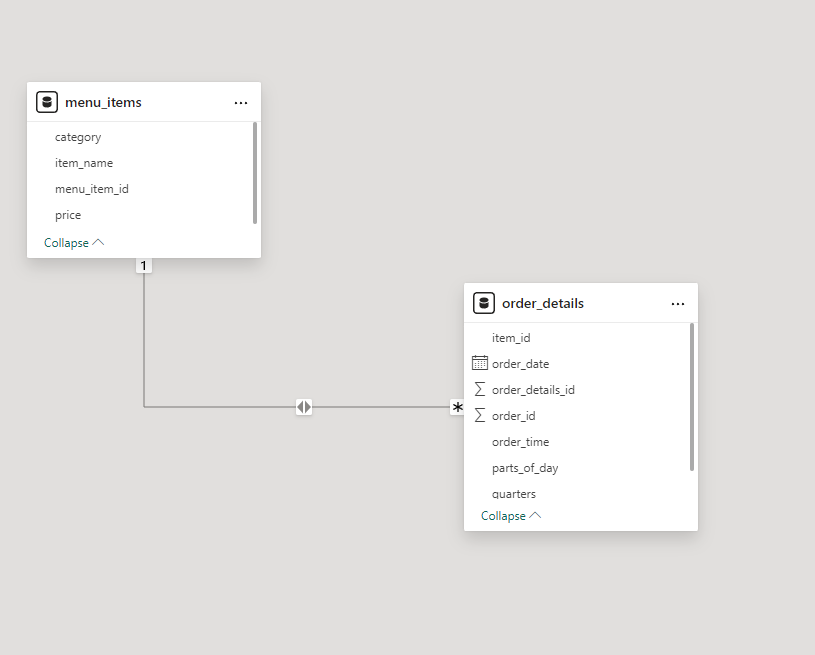 menu_items
...
category
item_name
menu_item_id
price
Collapse
1
order_details
...
item_id
order_date
Σ order_details_id
Σ order_id
order_time
parts_of_day
quarters
Collapse
*